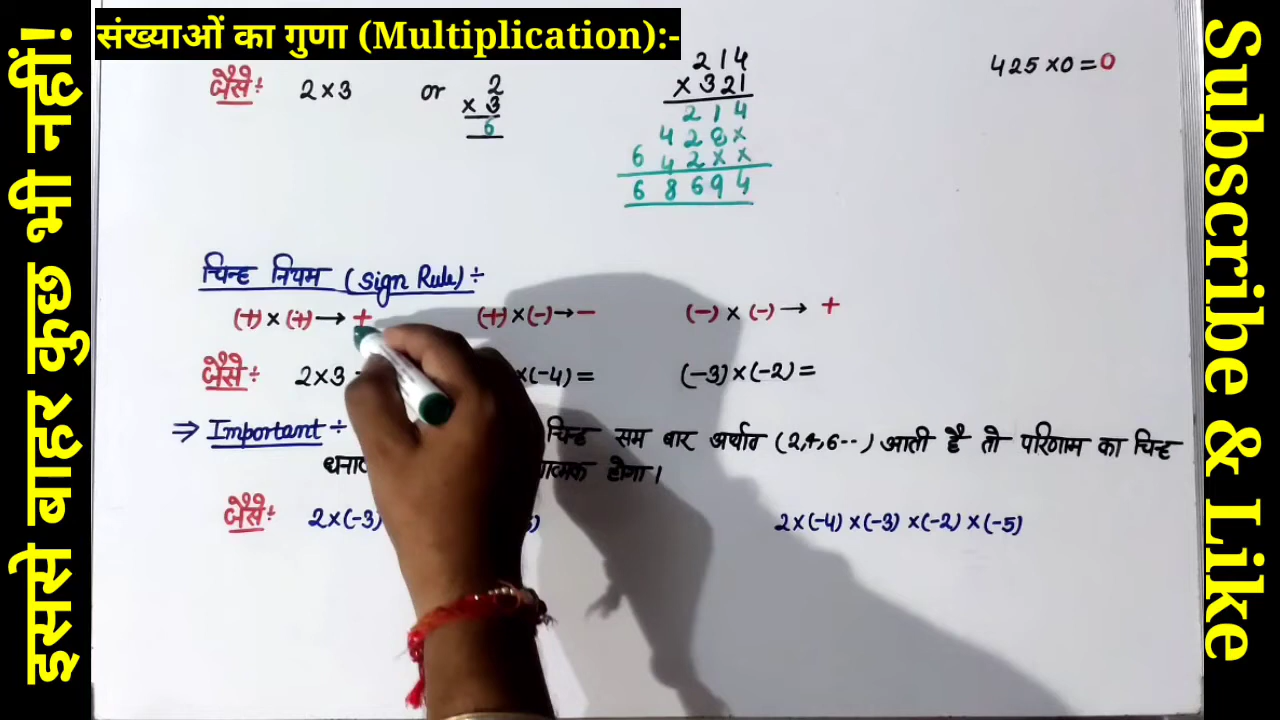 इससे बाहर कुछ भी नहीं!
संख्याओं का गुणा (Multiplication):-
जैसे÷ 2×3 or 2
× 3
6
214
× 321
214
428×
642××
68694
425×0=0
चिन्ह नियम (Sign Rule)÷
(+)×(+)→+ (+)×(-)→- (-)×(-)→ +
जैसे÷ 2×3 ×(-4)= (-3)×(-2)=
⇒ Important÷ चिन्ह सम बार अर्थात (2,4,6--) आती है तो परिणाम का चिन्ह
होगा।
जैसे÷ 2×(-3) 2×(-4)×(-3)×(-2)×(-5)
Subscribe & Like